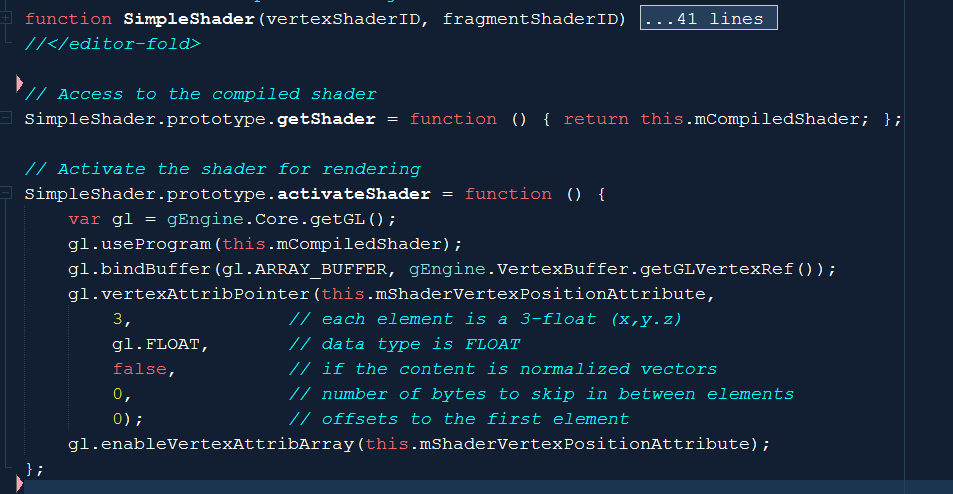 function SimpleShader(vertexShaderID, fragmentShaderID) ...41 lines
//</editor-fold>
// Access to the compiled shader
SimpleShader.prototype.getShader = function () { return this.mCompiledShader; };
// Activate the shader for rendering
SimpleShader.prototype.activateShader = function () {
var gl = gEngine.Core.getGL();
gl.useProgram(this.mCompiledShader);
gl.bindBuffer(gl.ARRAY_BUFFER, gEngine.VertexBuffer.getGLVertexRef());
gl.vertexAttribPointer(this.mShaderVertexPositionAttribute,
3, // each element is a 3-float (x,y.z)
gl.FLOAT, // data type is FLOAT
false, // if the content is normalized vectors
0, // number of bytes to skip in between elements
0); // offsets to the first element
gl.enableVertexAttribArray(this.mShaderVertexPositionAttribute);
};